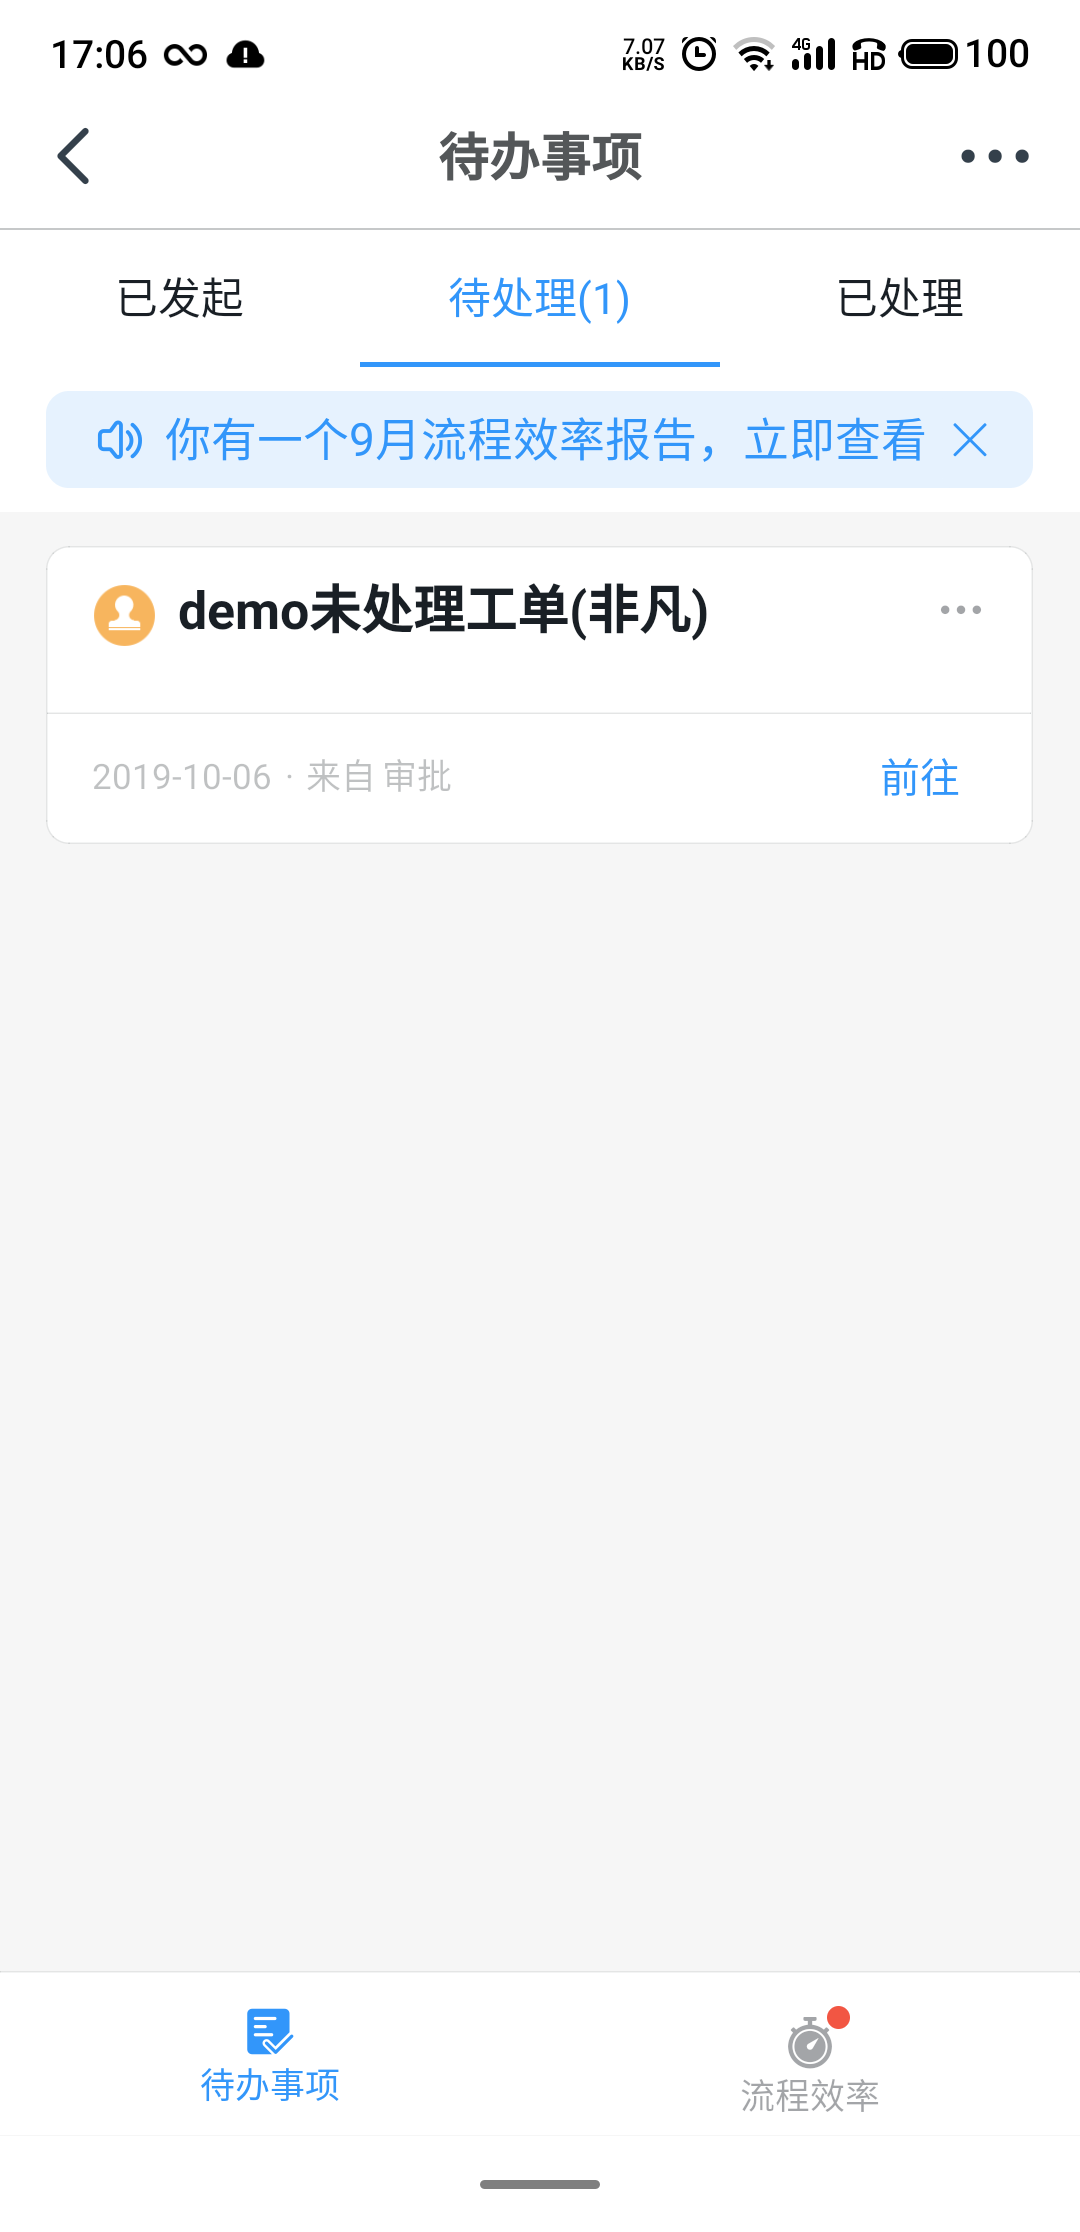 17:06
7.07 KB/S 4G HD 100
待办事项
已发起 待处理(1) 已处理
你有一个9月流程效率报告，立即查看
demo未处理工单(非凡)
2019-10-06 · 来自 审批 前往
待办事项 流程效率